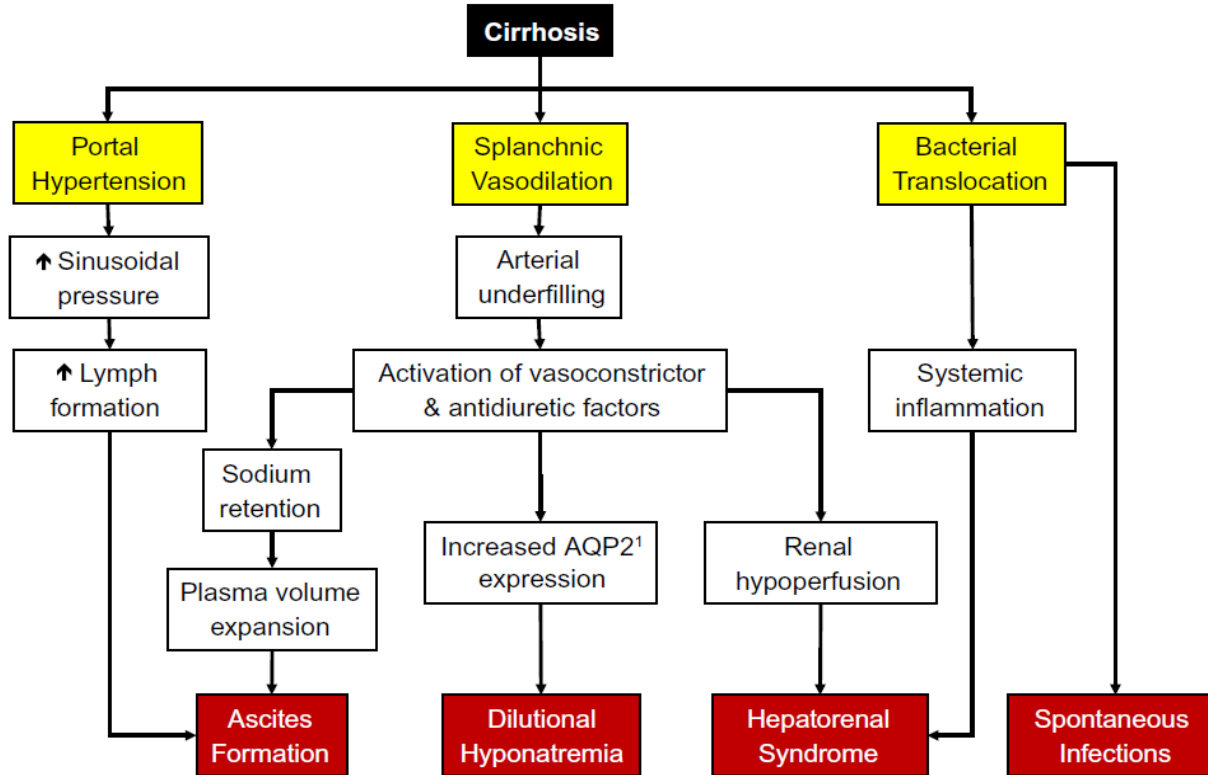 Cirrhosis
Portal
Hypertension
Splanchnic
Vasodilation
Bacterial
Translocation
↑ Sinusoidal
pressure
Arterial
underfilling
↑ Lymph
formation
Activation of vasoconstrictor
& antidiuretic factors
Systemic
inflammation
Sodium
retention
Increased AQP2¹
expression
Renal
hypoperfusion
Plasma volume
expansion
Ascites
Formation
Dilutional
Hyponatremia
Hepatorenal
Syndrome
Spontaneous
Infections